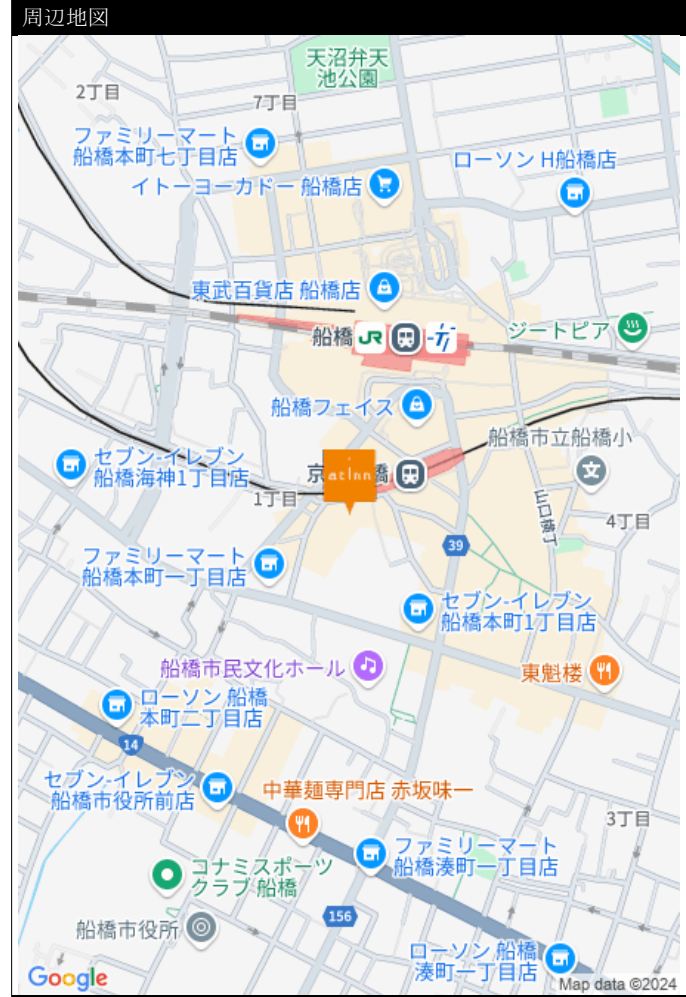 周辺地図
天沼弁天
池公園
2丁目
7丁目
ファミリーマート
船橋本町七丁目店
ローソン H船橋店
イトーヨーカドー 船橋店
東武百貨店 船橋店
船橋 JR
ジートピア
船橋フェイス
船橋市立船橋小
文
セブン-イレブン
船橋海神1丁目店
京 at inn 橋
1丁目
山口横丁
4丁目
39
ファミリーマート
船橋本町一丁目店
セブン-イレブン
船橋本町1丁目店
船橋市民文化ホール
東魁楼
ローソン 船橋
本町二丁目店
14
セブン-イレブン
船橋市役所前店
中華麺専門店 赤坂味一
3丁目
ファミリーマート
船橋湊町一丁目店
コナミスポーツ
クラブ 船橋
156
船橋市役所
ローソン 船橋
湊町一丁目店
Google
Map data ©2024